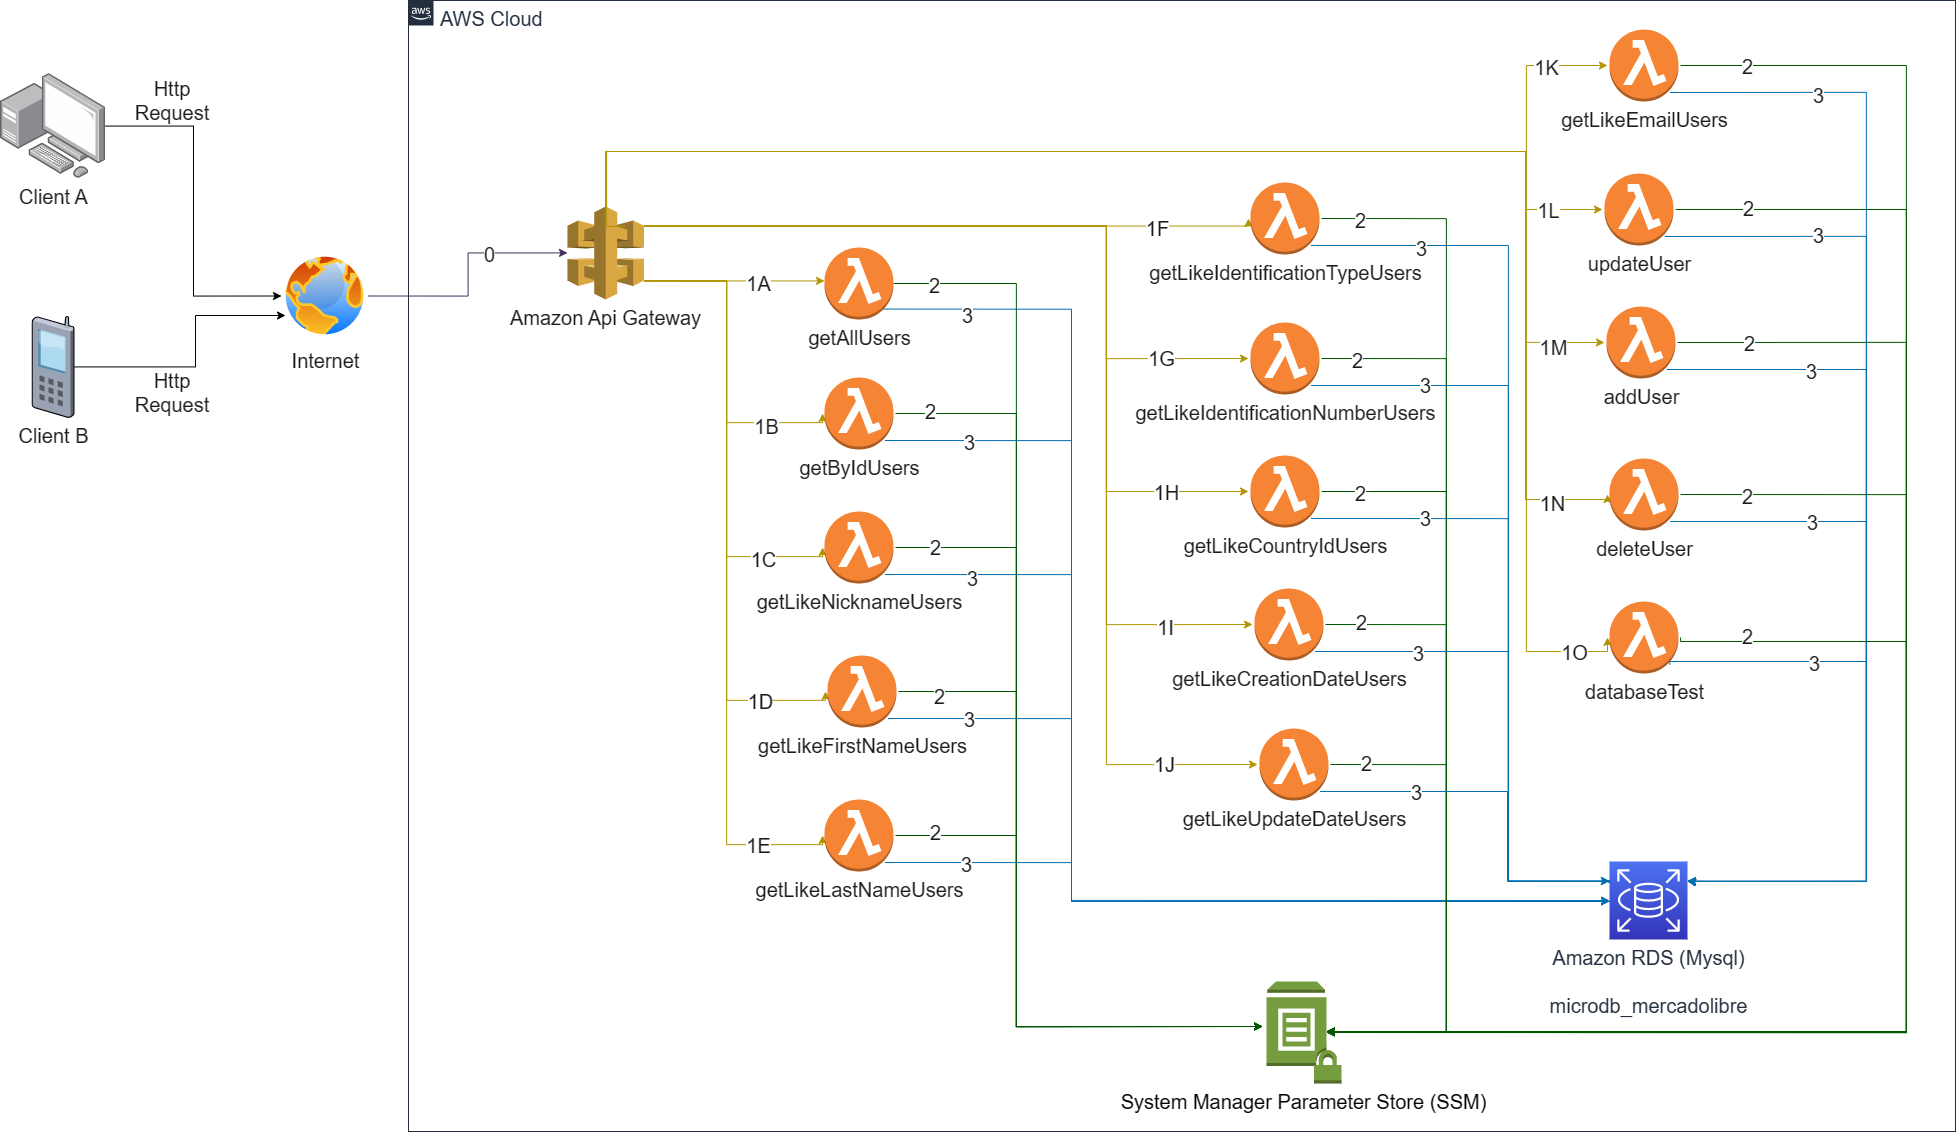 aws
AWS Cloud
Http
Request
Client A
Http
Request
Client B
Internet
0
Amazon Api Gateway
1A
2
3
getAllUsers
1B
2
3
getByIdUsers
1C
2
3
getLikeNicknameUsers
1D
2
3
getLikeFirstNameUsers
1E
2
3
getLikeLastNameUsers
1F
2
3
getLikeIdentificationTypeUsers
1G
2
3
getLikeIdentificationNumberUsers
1H
2
3
getLikeCountryIdUsers
1I
2
3
getLikeCreationDateUsers
1J
2
3
getLikeUpdateDateUsers
1K
2
3
getLikeEmailUsers
1L
2
3
updateUser
1M
2
3
addUser
1N
2
3
deleteUser
1O
2
3
databaseTest
Amazon RDS (Mysql)
microdb_mercadolibre
System Manager Parameter Store (SSM)